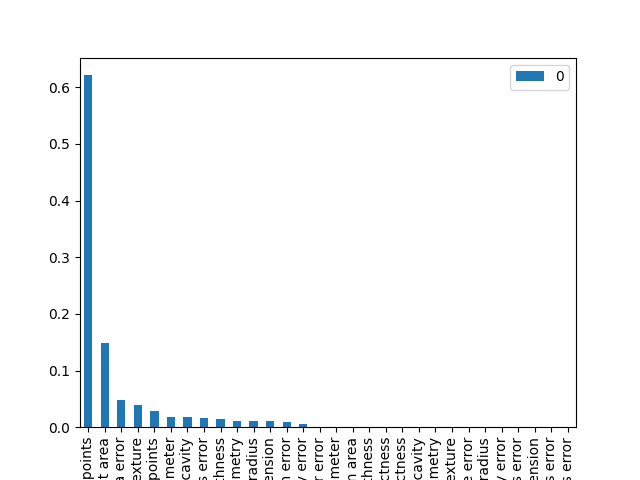 0
0.6
0.5
0.4
0.3
0.2
0.1
0.0
points
t area
a error
exture
points
meter
cavity
s error
thness
metry
radius
ension
n error
y error
r error
meter
n area
thness
ctness
ctness
cavity
metry
exture
e error
radius
y error
s error
ension
s error
s error